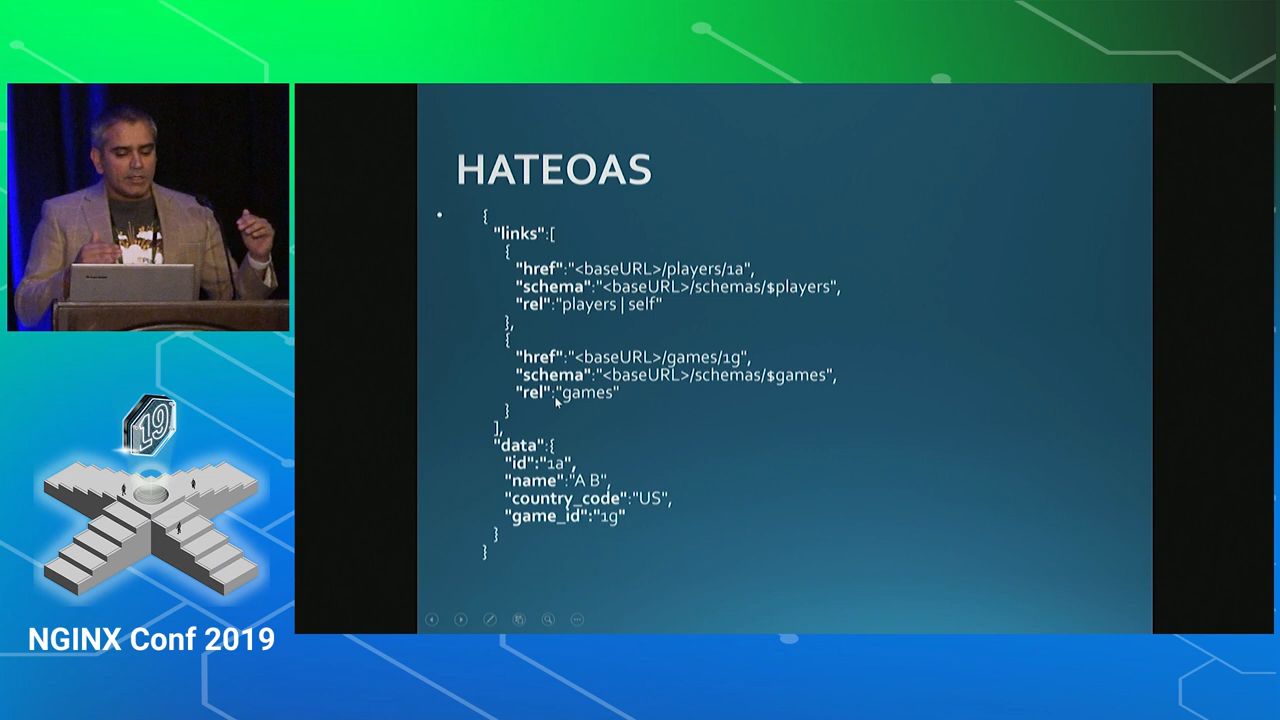 HATEOAS
• {
"links":[
{
"href":"<baseURL>/players/1a",
"schema":"<baseURL>/schemas/$players",
"rel":"players | self"
},
{
"href":"<baseURL>/games/1g",
"schema":"<baseURL>/schemas/$games",
"rel":"games"
}
],
"data":{
"id":"1a",
"name":"A B",
"country_code":"US",
"game_id":"1g"
}
}
19
NGINX Conf 2019